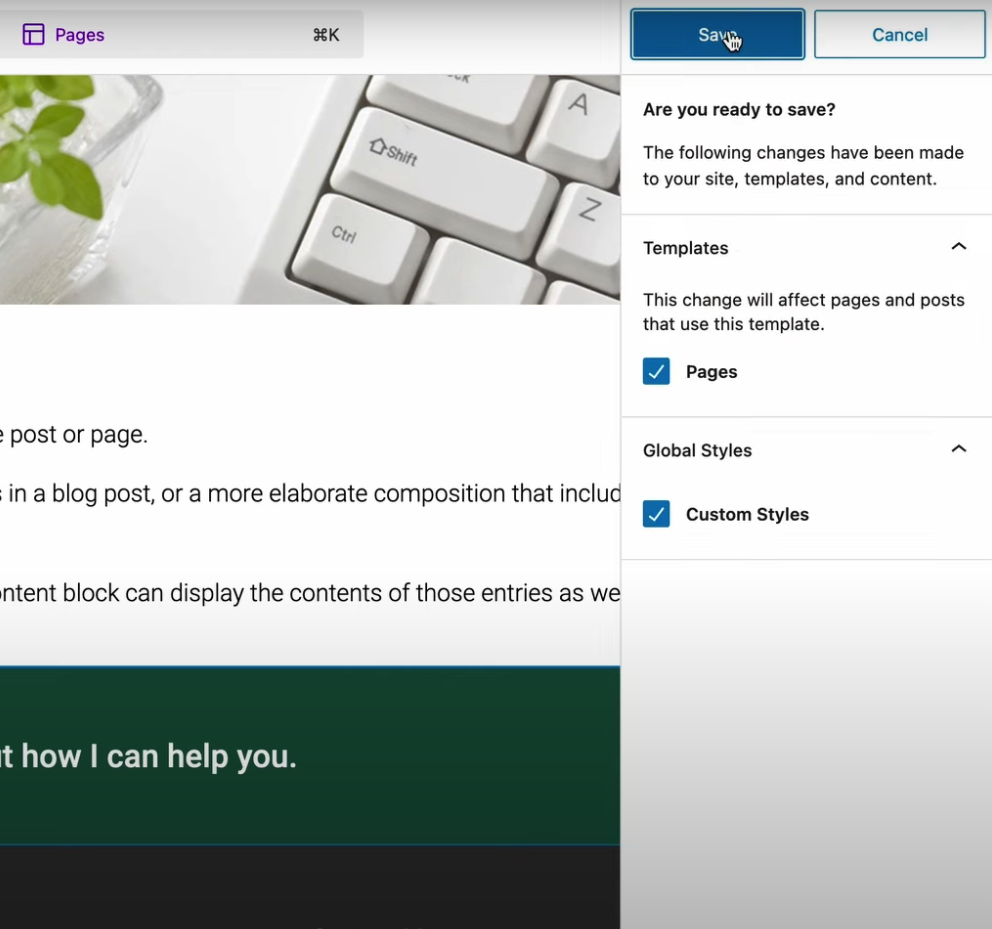 Pages ⌘K
Save
Cancel
Are you ready to save?
The following changes have been made
to your site, templates, and content.
Templates
This change will affect pages and posts
that use this template.
Pages
Global Styles
Custom Styles
A
Shift
Z
Ctrl
post or page.
in a blog post, or a more elaborate composition that includ
ntent block can display the contents of those entries as we
how I can help you.